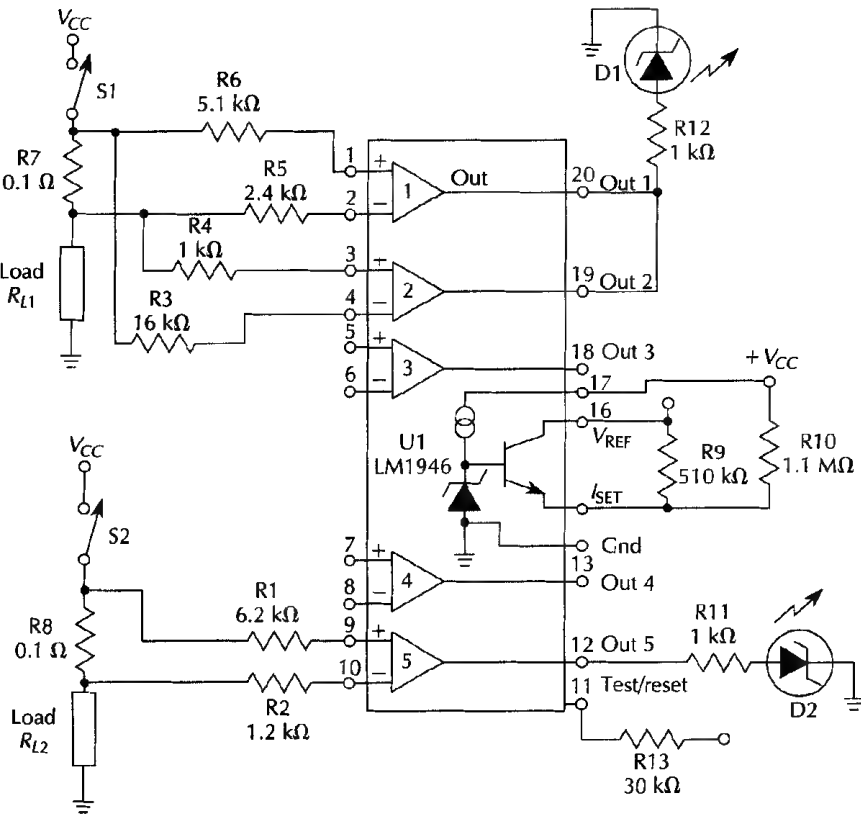 VCC
S1
R6
5.1 kΩ
R7
0.1 Ω
R5
2.4 kΩ
R4
1 kΩ
Load
RL1
R3
16 kΩ
1
2
3
4
5
6
+
−
1
Out
+
−
2
+
−
3
D1
R12
1 kΩ
20 Out 1
19 Out 2
18 Out 3
17
+VCC
16
VREF
U1
LM1946
R9
510 kΩ
R10
1.1 MΩ
ISET
Gnd
VCC
S2
7
8
+
−
4
13
Out 4
R1
6.2 kΩ
R8
0.1 Ω
9
10
+
−
5
12 Out 5
R11
1 kΩ
11 Test/reset
D2
R2
1.2 kΩ
Load
RL2
R13
30 kΩ